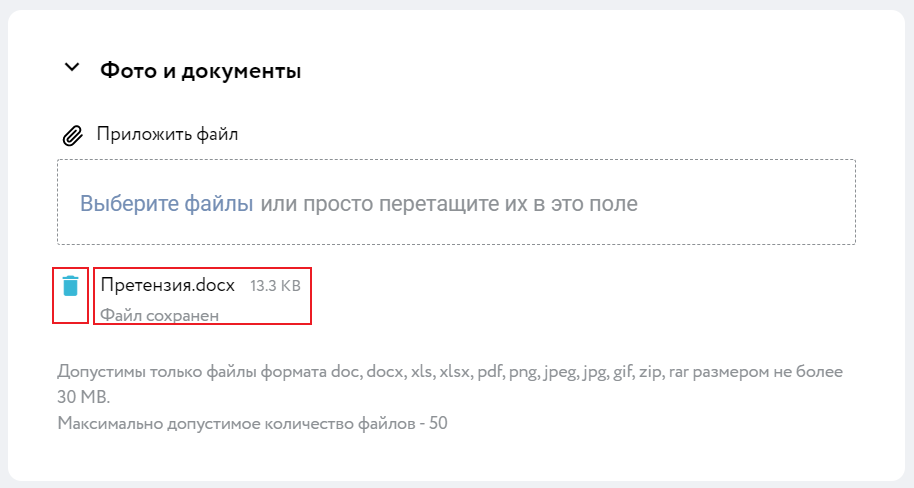 Фото и документы
Приложить файл
Выберите файлы или просто перетащите их в это поле
Претензия.docx 13.3 KB
Файл сохранен
Допустимы только файлы формата doc, docx, xls, xlsx, pdf, png, jpeg, jpg, gif, zip, rar размером не более
30 MB.
Максимально допустимое количество файлов - 50